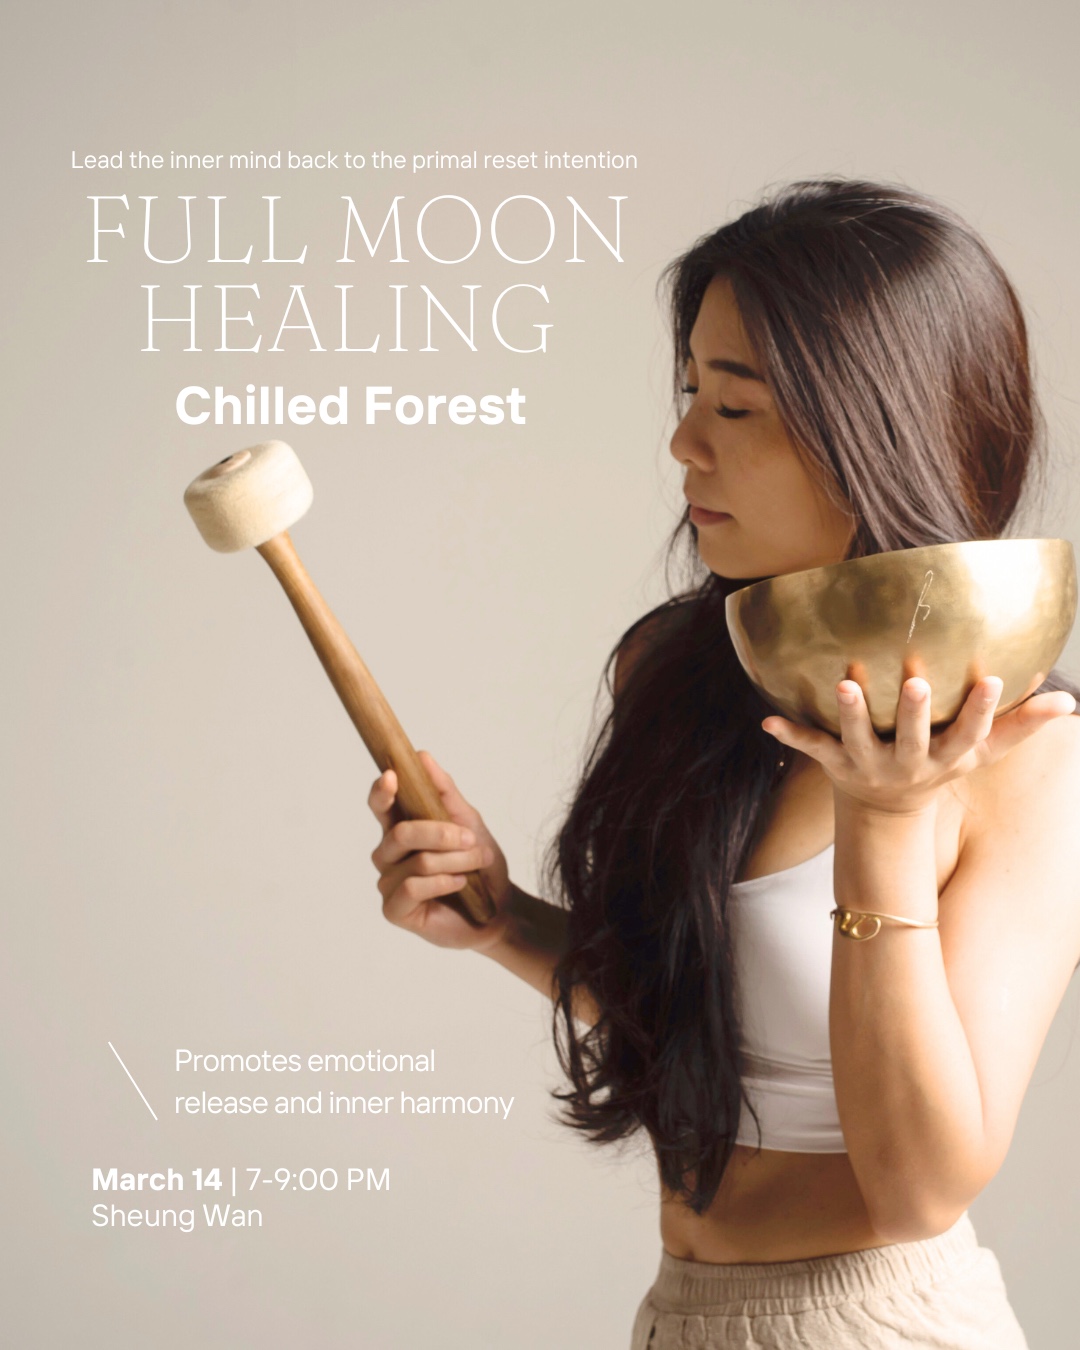 Lead the inner mind back to the primal reset intention
FULL MOON
HEALING
Chilled Forest
Promotes emotional
release and inner harmony
March 14 | 7-9:00 PM
Sheung Wan